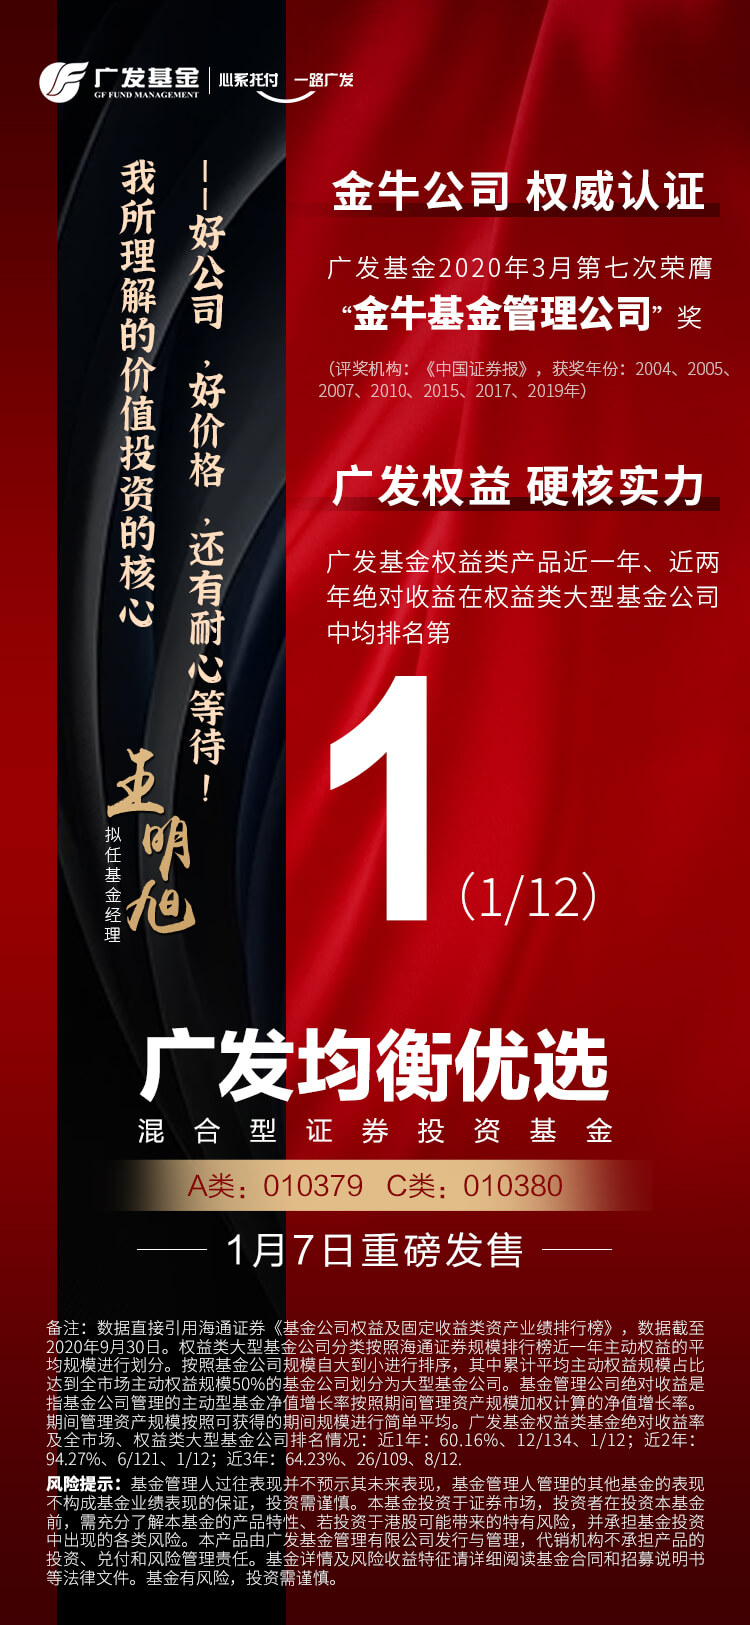 广发基金
GF FUND MANAGEMENT
心系托付 一路广发
我所理解的价值投资的核心
——好公司，好价格，还有耐心等待！
王明旭
拟任基金经理
金牛公司 权威认证
广发基金2020年3月第七次荣膺
“金牛基金管理公司”奖
（评奖机构：《中国证券报》，获奖年份：2004、2005、
2007、2010、2015、2017、2019年）
广发权益 硬核实力
广发基金权益类产品近一年、近两
年绝对收益在权益类大型基金公司
中均排名第
1（1/12）
广发均衡优选
混合型证券投资基金
A类：010379 C类：010380
1月7日重磅发售
备注：数据直接引用海通证券《基金公司权益及固定收益类资产业绩排行榜》，数据截至
2020年9月30日。权益类大型基金公司分类按照海通证券规模排行榜近一年主动权益的平
均规模进行划分。按照基金公司规模自大到小进行排序，其中累计平均主动权益规模占比
达到全市场主动权益规模50%的基金公司划分为大型基金公司。基金管理公司绝对收益是
指基金公司管理的主动型基金净值增长率按照期间管理资产规模加权计算的净值增长率。
期间管理资产规模按照可获得的期间规模进行简单平均。广发基金权益类基金绝对收益率
及全市场、权益类大型基金公司排名情况：近1年：60.16%、12/134、1/12；近2年：
94.27%、6/121、1/12；近3年：64.23%、26/109、8/12.
风险提示：基金管理人过往表现并不预示其未来表现，基金管理人管理的其他基金的表现
不构成基金业绩表现的保证，投资需谨慎。本基金投资于证券市场，投资者在投资本基金
前，需充分了解本基金的产品特性、若投资于港股可能带来的特有风险，并承担基金投资
中出现的各类风险。本产品由广发基金管理有限公司发行与管理，代销机构不承担产品的
投资、兑付和风险管理责任。基金详情及风险收益特征请详细阅读基金合同和招募说明书
等法律文件。基金有风险，投资需谨慎。